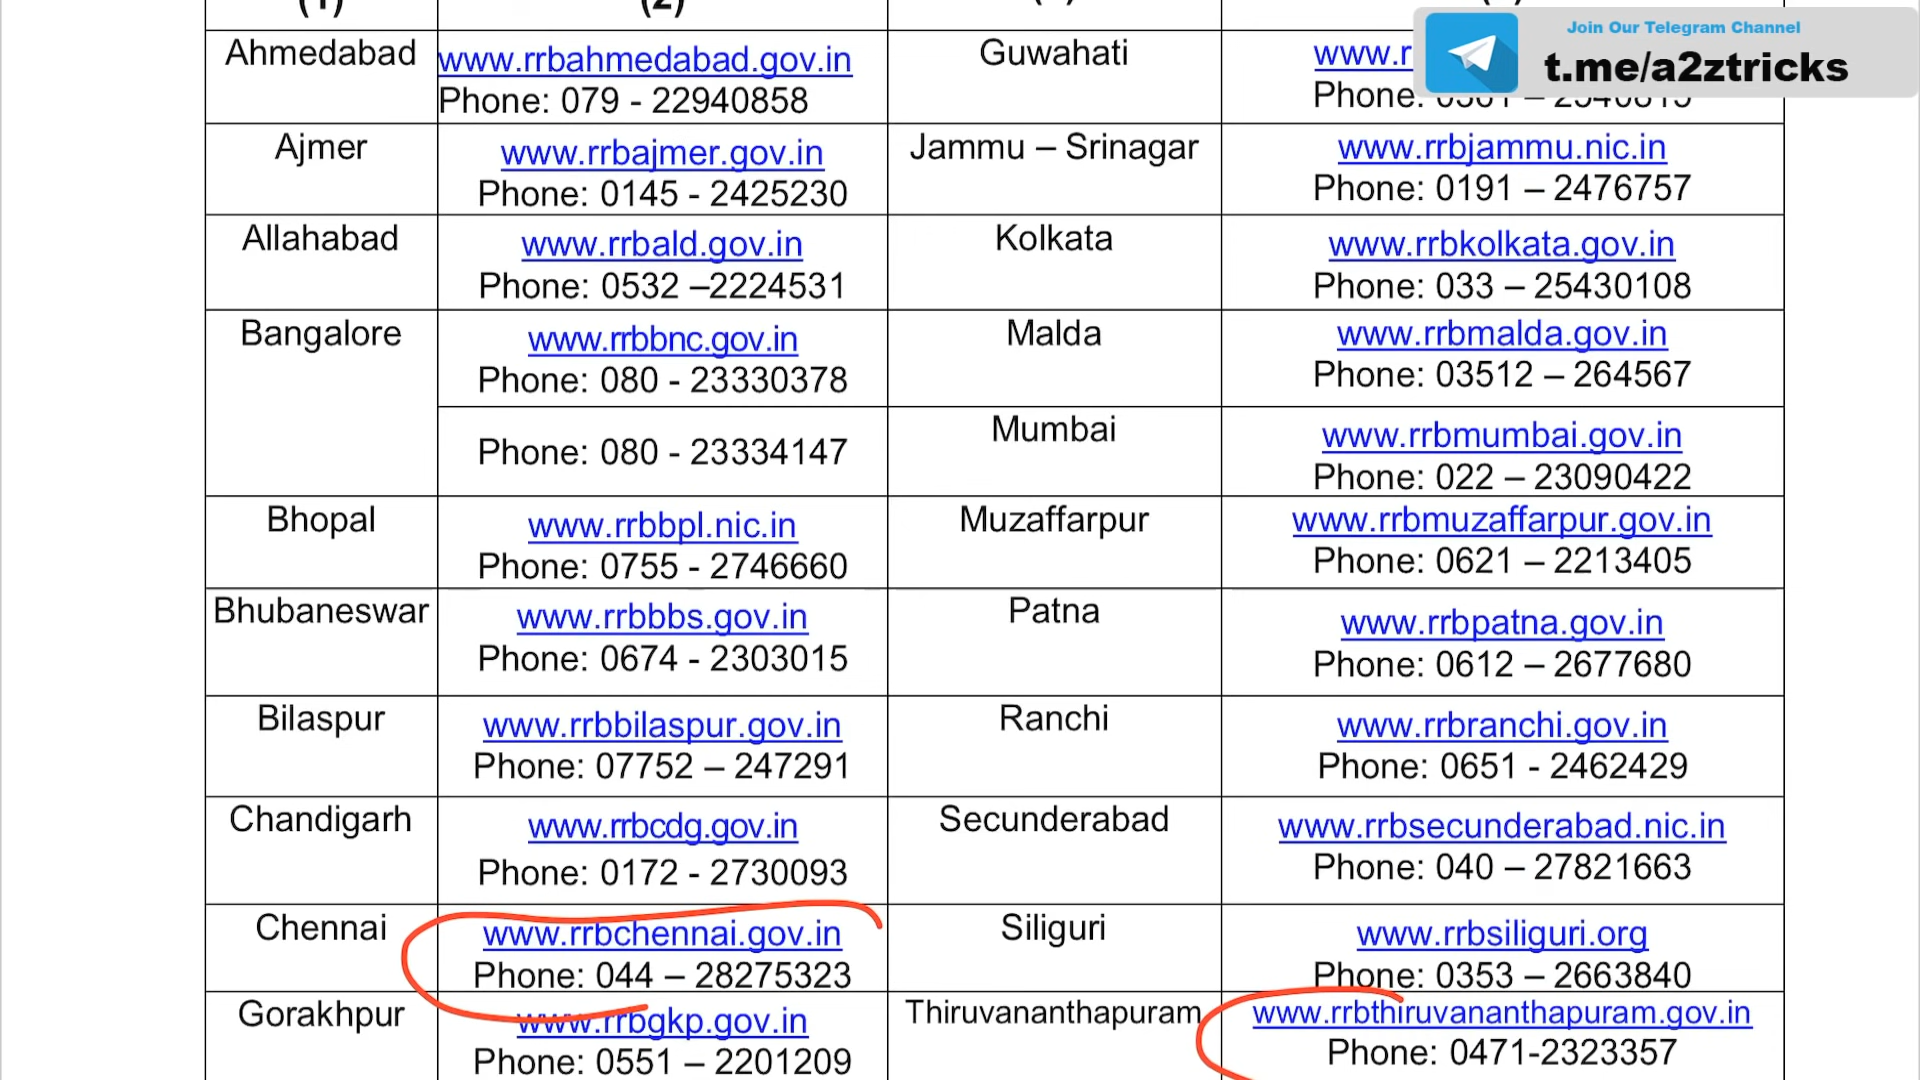 (1) (2)
Join Our Telegram Channel
t.me/a2ztricks
Ahmedabad www.rrbahmedabad.gov.in Guwahati www.r
Phone: 079 - 22940858 Phone:
Ajmer www.rrbajmer.gov.in Jammu – Srinagar www.rrbjammu.nic.in
Phone: 0145 - 2425230 Phone: 0191 – 2476757
Allahabad www.rrbald.gov.in Kolkata www.rrbkolkata.gov.in
Phone: 0532 –2224531 Phone: 033 – 25430108
Bangalore www.rrbbnc.gov.in Malda www.rrbmalda.gov.in
Phone: 080 - 23330378 Phone: 03512 – 264567
Mumbai www.rrbmumbai.gov.in
Phone: 080 - 23334147 Phone: 022 – 23090422
Bhopal www.rrbbpl.nic.in Muzaffarpur www.rrbmuzaffarpur.gov.in
Phone: 0755 - 2746660 Phone: 0621 – 2213405
Bhubaneswar www.rrbbbs.gov.in Patna www.rrbpatna.gov.in
Phone: 0674 - 2303015 Phone: 0612 – 2677680
Bilaspur www.rrbbilaspur.gov.in Ranchi www.rrbranchi.gov.in
Phone: 07752 – 247291 Phone: 0651 - 2462429
Chandigarh www.rrbcdg.gov.in Secunderabad www.rrbsecunderabad.nic.in
Phone: 0172 - 2730093 Phone: 040 – 27821663
Chennai www.rrbchennai.gov.in Siliguri www.rrbsiliguri.org
Phone: 044 – 28275323 Phone: 0353 – 2663840
Gorakhpur www.rrbgkp.gov.in Thiruvananthapuram www.rrbthiruvananthapuram.gov.in
Phone: 0551 – 2201209 Phone: 0471-2323357